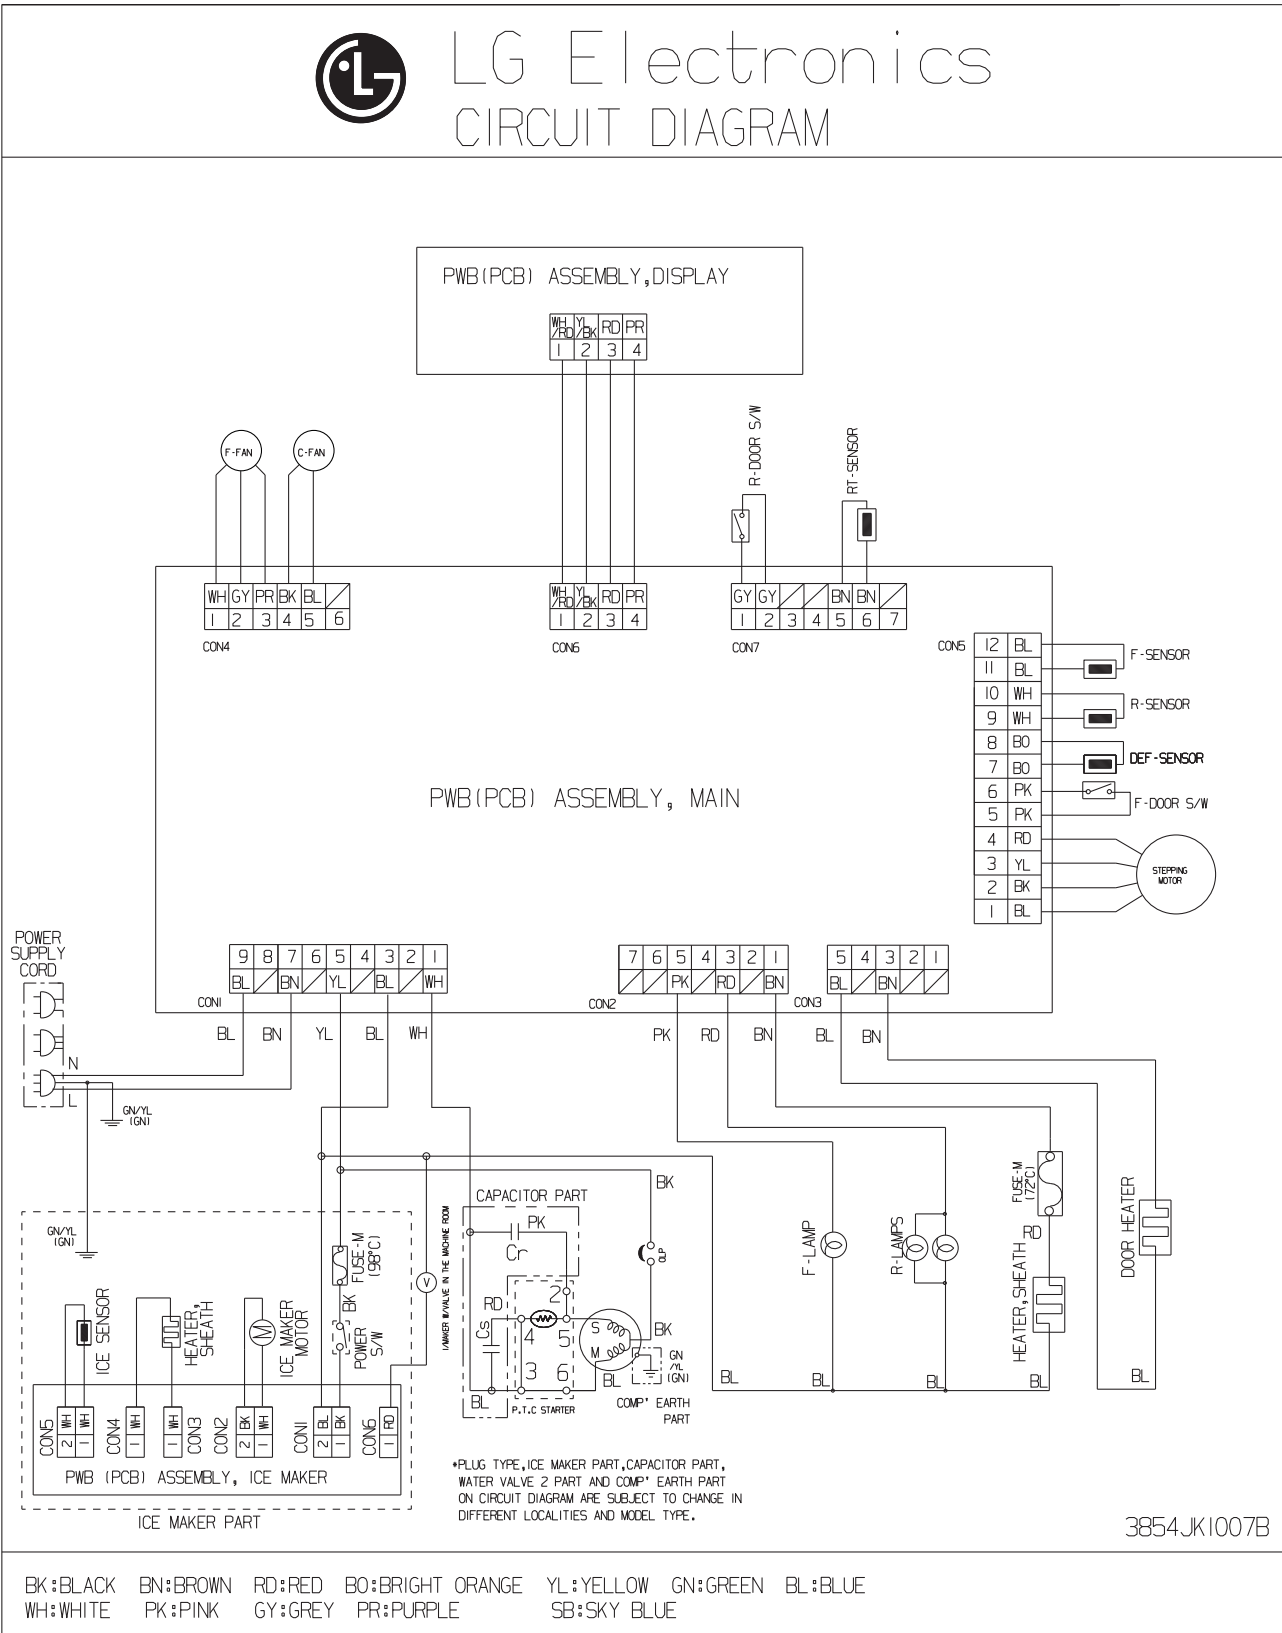 LG Electronics
CIRCUIT DIAGRAM
PWB(PCB) ASSEMBLY,DISPLAY
WH/RD YL/BK RD PR
1 2 3 4
F-FAN
C-FAN
R-DOOR S/W
RT-SENSOR
WH GY PR BK BL
1 2 3 4 5 6
CON4
WH/RD YL/BK RD PR
1 2 3 4
CON6
GY GY BN BN
1 2 3 4 5 6 7
CON7
CON5
12 BL
11 BL
10 WH
9 WH
8 BO
7 BO
6 PK
5 PK
4 RD
3 YL
2 BK
1 BL
F-SENSOR
R-SENSOR
DEF-SENSOR
F-DOOR S/W
STEPPING
MOTOR
PWB(PCB) ASSEMBLY, MAIN
POWER
SUPPLY
CORD
N
L
GN/YL
(GN)
GN/YL
(GN)
9 8 7 6 5 4 3 2 1
BL BN YL BL WH
CON1
BL BN YL BL WH
7 6 5 4 3 2 1
PK RD BN
CON2
PK RD BN
5 4 3 2 1
BL BN
CON3
BL BN
FUSE-M
(98°C)
BK
POWER
S/W
V
I/MAKER W/VALVE IN THE MACHINE ROOM
CAPACITOR PART
PK
Cr
RD
Cs
BL
2
4 5
3 6
P.T.C STARTER
S
M
BK
OLP
BK
BL
GN
/YL
(GN)
COMP' EARTH
PART
F-LAMP
R-LAMPS
FUSE-M
(72°C)
RD
HEATER, SHEATH
DOOR HEATER
BL BL BL BL BL
ICE SENSOR
HEATER,
SHEATH
M
ICE MAKER
MOTOR
CON5
2 WH
1 WH
CON4
1 WH
1 WH
CON3
CON2
2 BK
1 WH
CON1
2 BL
1 BK
CON6
1 RD
PWB (PCB) ASSEMBLY, ICE MAKER
ICE MAKER PART
*PLUG TYPE,ICE MAKER PART,CAPACITOR PART,
WATER VALVE 2 PART AND COMP' EARTH PART
ON CIRCUIT DIAGRAM ARE SUBJECT TO CHANGE IN
DIFFERENT LOCALITIES AND MODEL TYPE.
3854JK1007B
BK:BLACK BN:BROWN RD:RED BO:BRIGHT ORANGE YL:YELLOW GN:GREEN BL:BLUE
WH:WHITE PK:PINK GY:GREY PR:PURPLE SB:SKY BLUE